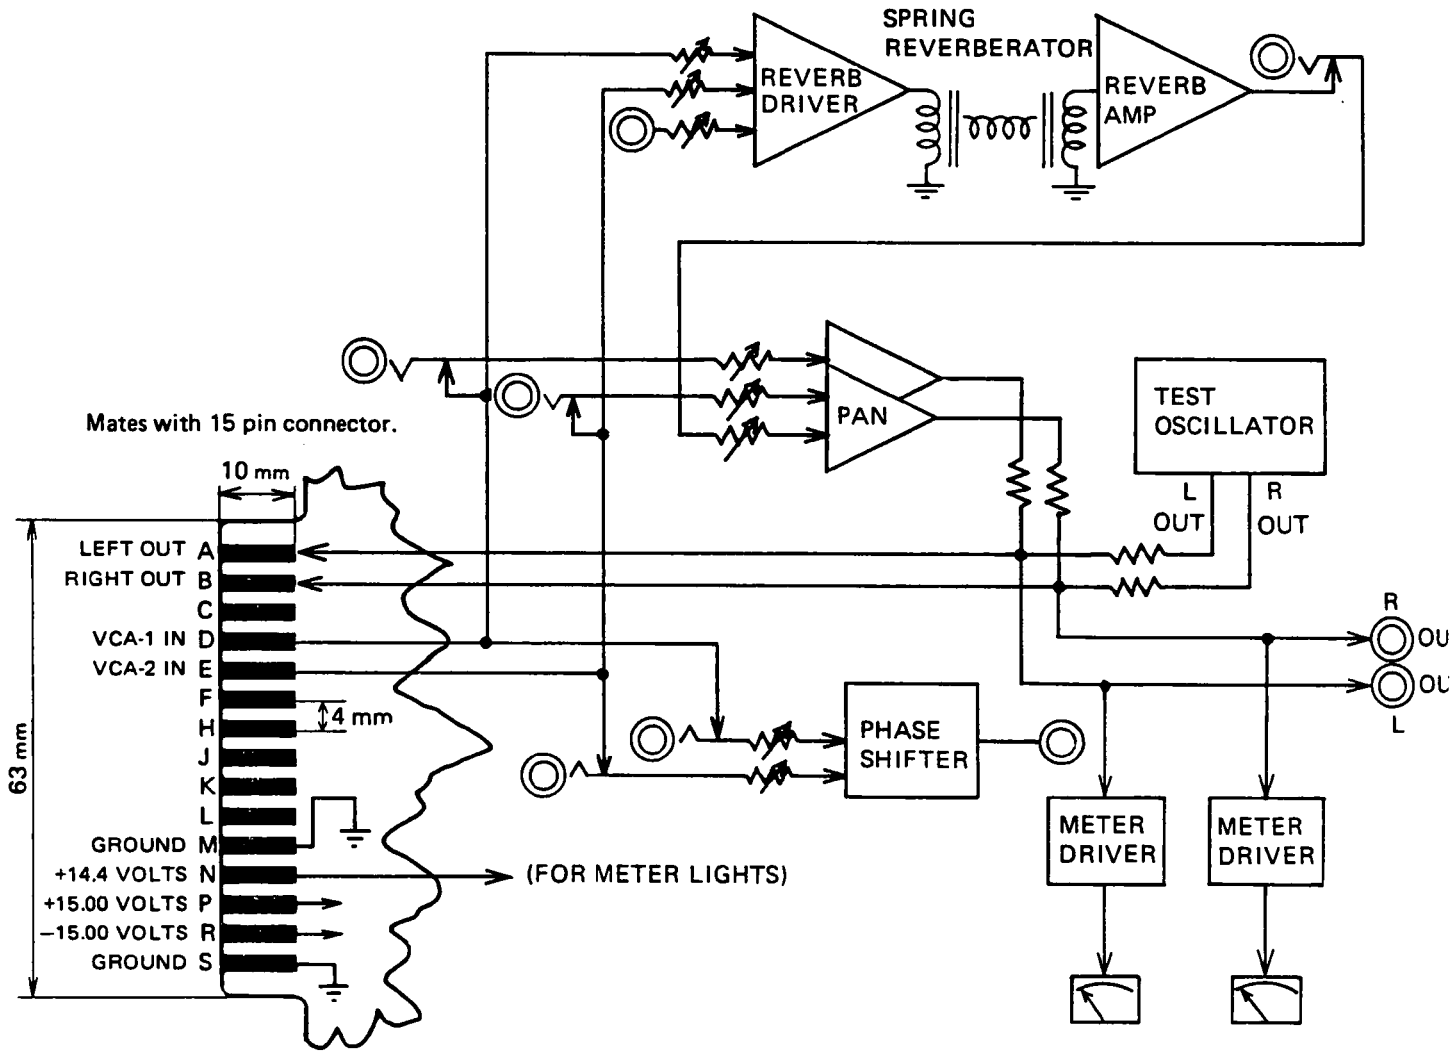 SPRING
REVERBERATOR
REVERB
DRIVER
REVERB
AMP
PAN
TEST
OSCILLATOR
L
OUT
R
OUT
Mates with 15 pin connector.
10 mm
63 mm
LEFT OUT A
RIGHT OUT B
C
VCA-1 IN D
VCA-2 IN E
F
H
4 mm
J
K
L
GROUND M
+14.4 VOLTS N
(FOR METER LIGHTS)
+15.00 VOLTS P
−15.00 VOLTS R
GROUND S
PHASE
SHIFTER
R
OU
OU
L
METER
DRIVER
METER
DRIVER